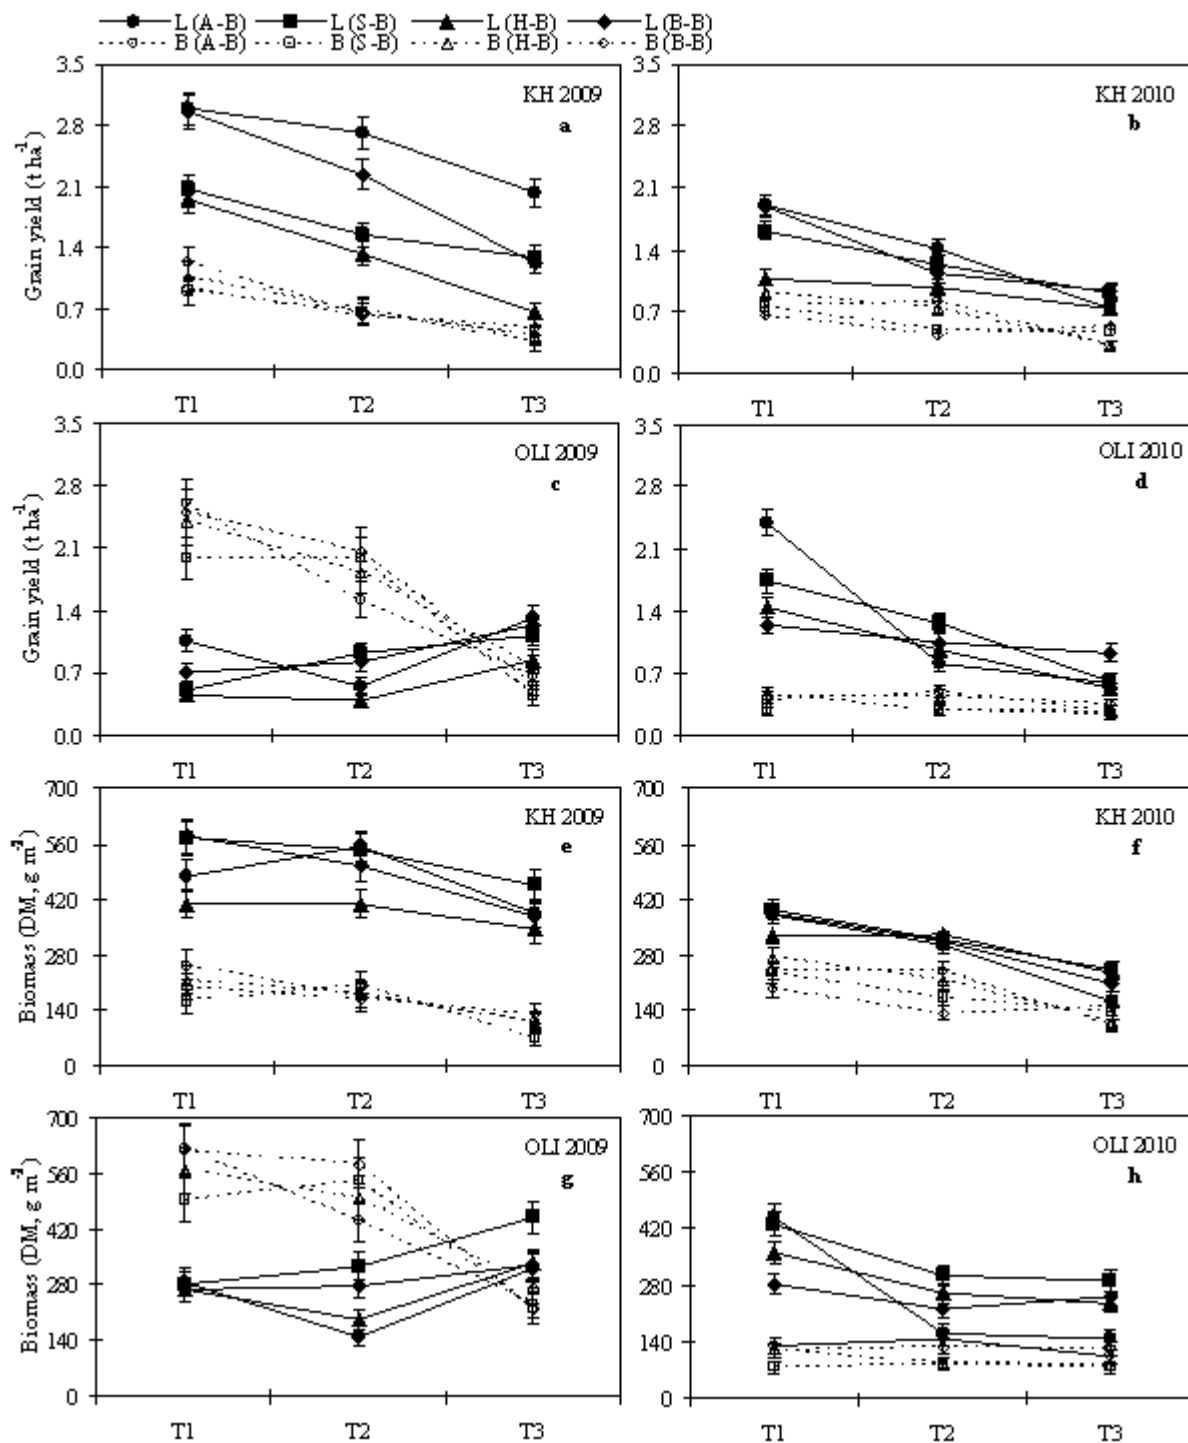 L (A-B) L (S-B) L (H-B) L (B-B)
B (A-B) B (S-B) B (H-B) B (B-B)
Grain yield (t ha-1)
3.5
2.8
2.1
1.4
0.7
0.0
KH 2009
a
T1 T2 T3
3.5
2.8
2.1
1.4
0.7
0.0
KH 2010
b
T1 T2 T3
Grain yield (t ha-1)
3.5
2.8
2.1
1.4
0.7
0.0
OLI 2009
c
T1 T2 T3
3.5
2.8
2.1
1.4
0.7
0.0
OLI 2010
d
T1 T2 T3
Biomass (DM, g m-2)
700
560
420
280
140
0
KH 2009
e
T1 T2 T3
700
560
420
280
140
0
KH 2010
f
T1 T2 T3
Biomass (DM, g m-2)
700
560
420
280
140
0
OLI 2009
g
T1 T2 T3
700
560
420
280
140
0
OLI 2010
h
T1 T2 T3